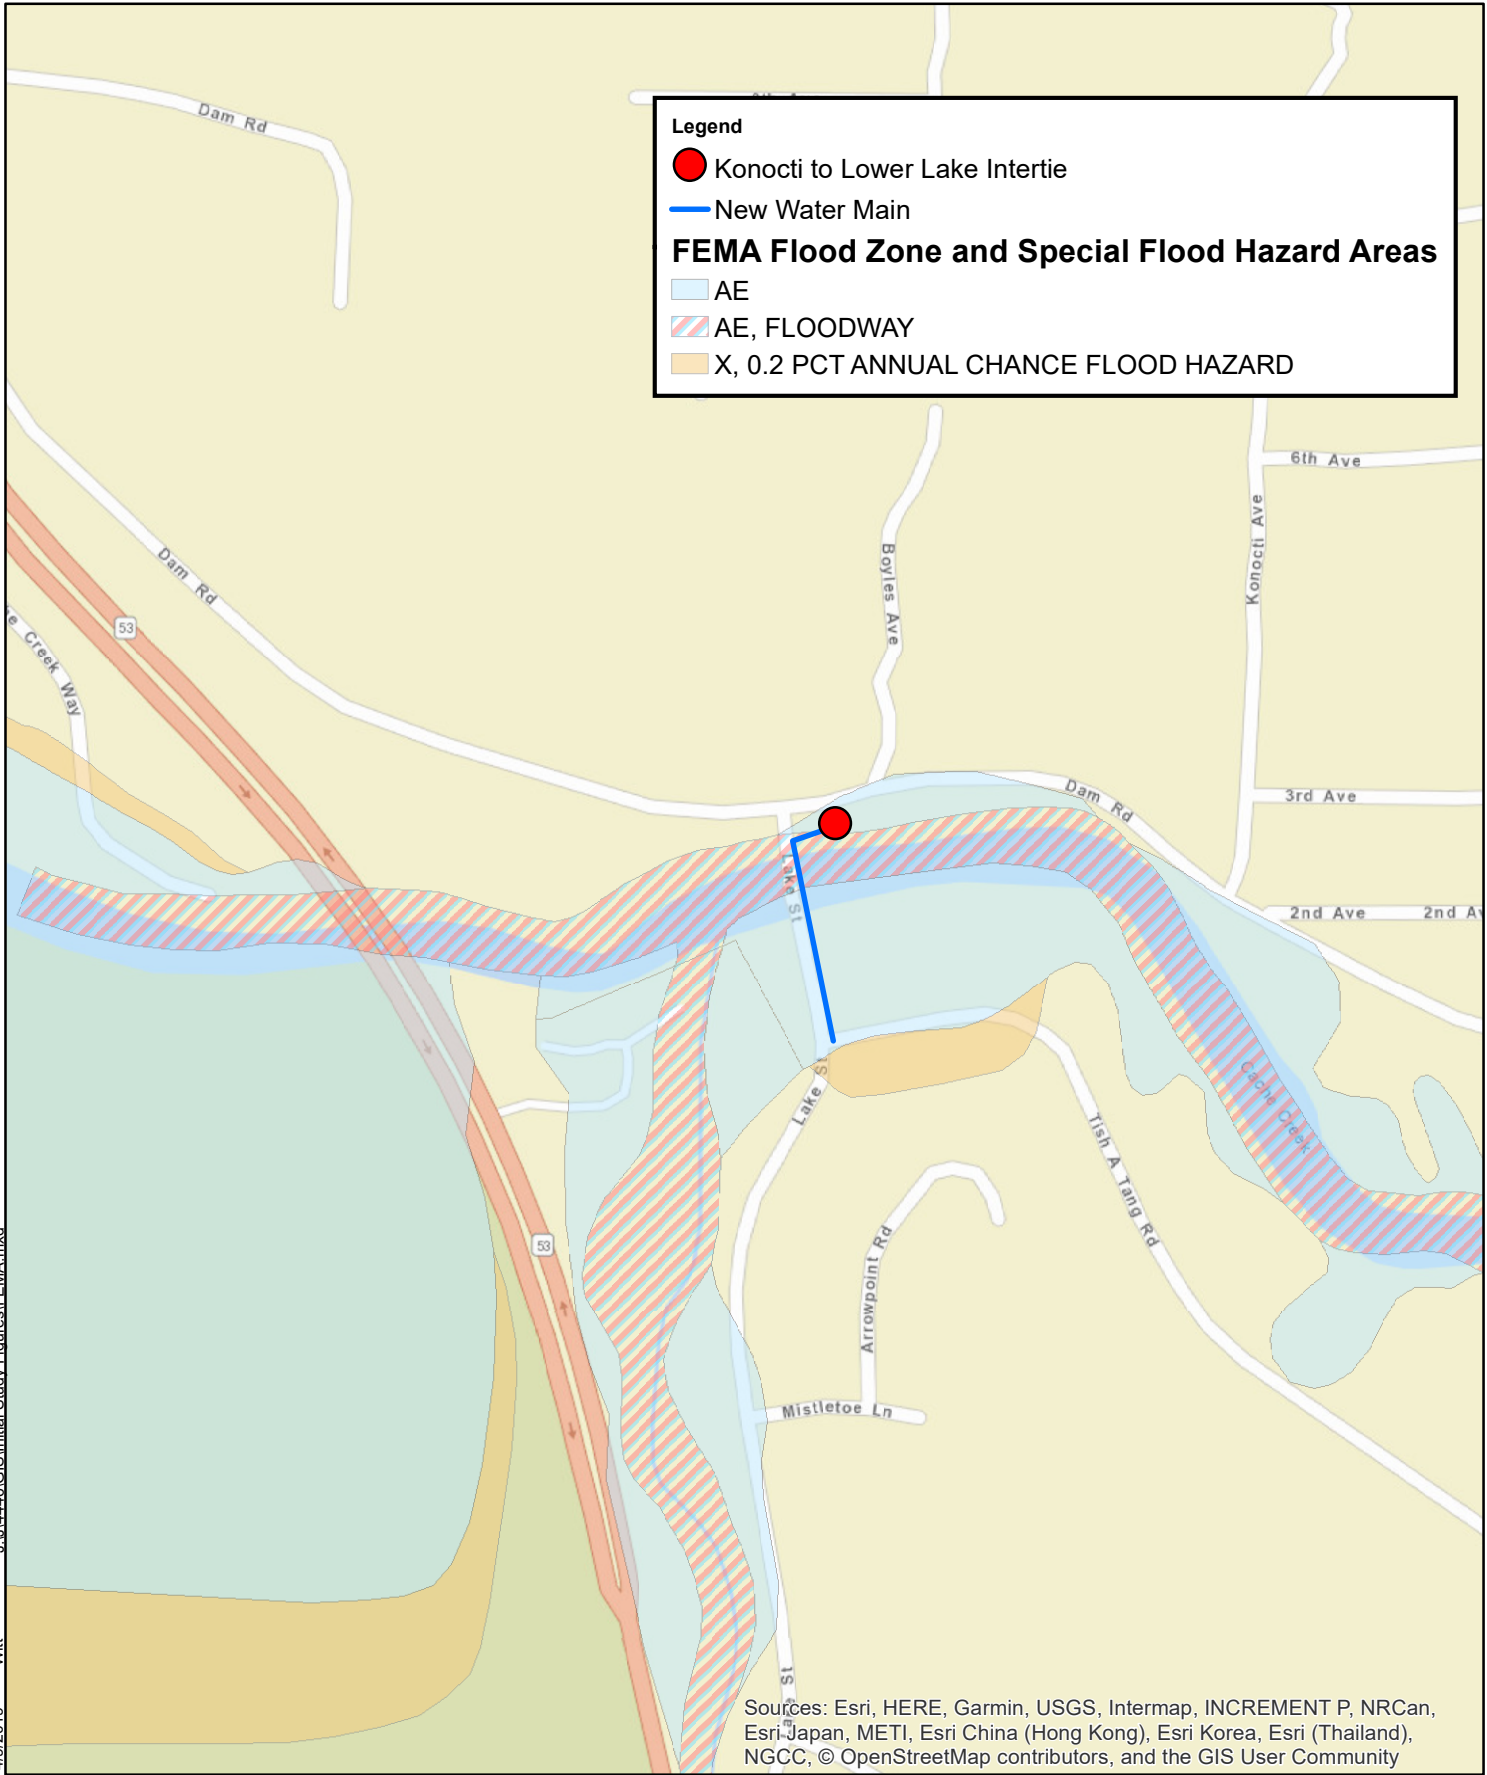 Legend
Konocti to Lower Lake Intertie
New Water Main
FEMA Flood Zone and Special Flood Hazard Areas
AE
AE, FLOODWAY
X, 0.2 PCT ANNUAL CHANCE FLOOD HAZARD
Dam Rd
6th Ave
Konocti Ave
Boyles Ave
Dam Rd
53
Creek Way
Dam Rd
3rd Ave
2nd Ave
2nd Av
Lake St
Cache Creek
Lake St
Tish A Tang Rd
53
Arrowpoint Rd
Mistletoe Ln
St
Sources: Esri, HERE, Garmin, USGS, Intermap, INCREMENT P, NRCan,
Esri Japan, METI, Esri China (Hong Kong), Esri Korea, Esri (Thailand),
NGCC, © OpenStreetMap contributors, and the GIS User Community